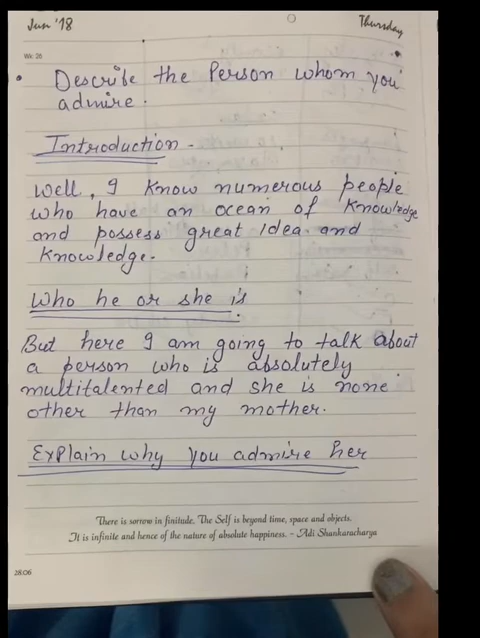 Jun '18
Thursday
Wk: 26
Describe the Person whom you
admire.
Introduction -
Well, I know numerous people
who have an ocean of knowledge
and possess great idea and
knowledge.
Who he or she is
But here I am going to talk about
a person who is absolutely
multitalented and she is none
other than my mother.
Explain why you admire her
There is sorrow in finitude. The Self is beyond time, space and objects.
It is infinite and hence of the nature of absolute happiness. - Adi Shankaracharya
28:06